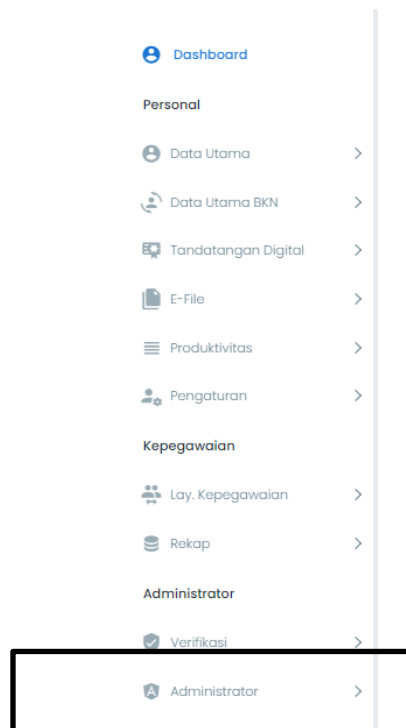 Dashboard
Personal
Data Utama
Data Utama BKN
Tandatangan Digital
E-File
Produktivitas
Pengaturan
Kepegawaian
Lay. Kepegawaian
Rekap
Administrator
Verifikasi
Administrator